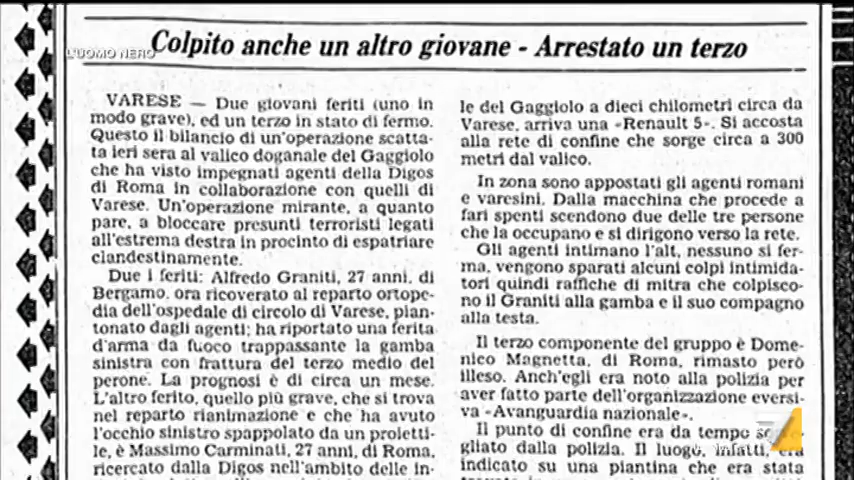 Colpito anche un altro giovane - Arrestato un terzo
L'UOMO NERO
VARESE — Due giovani feriti (uno in
modo grave), ed un terzo in stato di fermo.
Questo il bilancio di un'operazione scatta-
ta ieri sera al valico doganale del Gaggiolo
che ha visto impegnati agenti della Digos
di Roma in collaborazione con quelli di
Varese. Un'operazione mirante, a quanto
pare, a bloccare presunti terroristi legati
all'estrema destra in procinto di espatriare
clandestinamente.
Due i feriti: Alfredo Graniti, 27 anni, di
Bergamo, ora ricoverato al reparto ortope-
dia dell'ospedale di circolo di Varese, pian-
tonato dagli agenti; ha riportato una ferita
d'arma da fuoco trappassante la gamba
sinistra con frattura del terzo medio del
perone. La prognosi è di circa un mese.
L'altro ferito, quello più grave, che si trova
nel reparto rianimazione e che ha avuto
l'occhio sinistro spappolato da un proietti-
le, è Massimo Carminati, 27 anni, di Roma,
ricercato dalla Digos nell'ambito delle in-
le del Gaggiolo a dieci chilometri circa da
Varese, arriva una «Renault 5». Si accosta
alla rete di confine che sorge circa a 300
metri dal valico.
In zona sono appostati gli agenti romani
e varesini. Dalla macchina che procede a
fari spenti scendono due delle tre persone
che la occupano e si dirigono verso la rete.
Gli agenti intimano l'alt, nessuno si fer-
ma, vengono sparati alcuni colpi intimida-
tori quindi raffiche di mitra che colpisco-
no il Graniti alla gamba e il suo compagno
alla testa.
Il terzo componente del gruppo è Dome-
nico Magnetta, di Roma, rimasto però
illeso. Anch'egli era noto alla polizia per
aver fatto parte dell'organizzazione eversi-
va «Avanguardia nazionale».
Il punto di confine era da tempo
gliato dalla polizia. Il luogo, infatti, era
indicato su una piantina che era stata